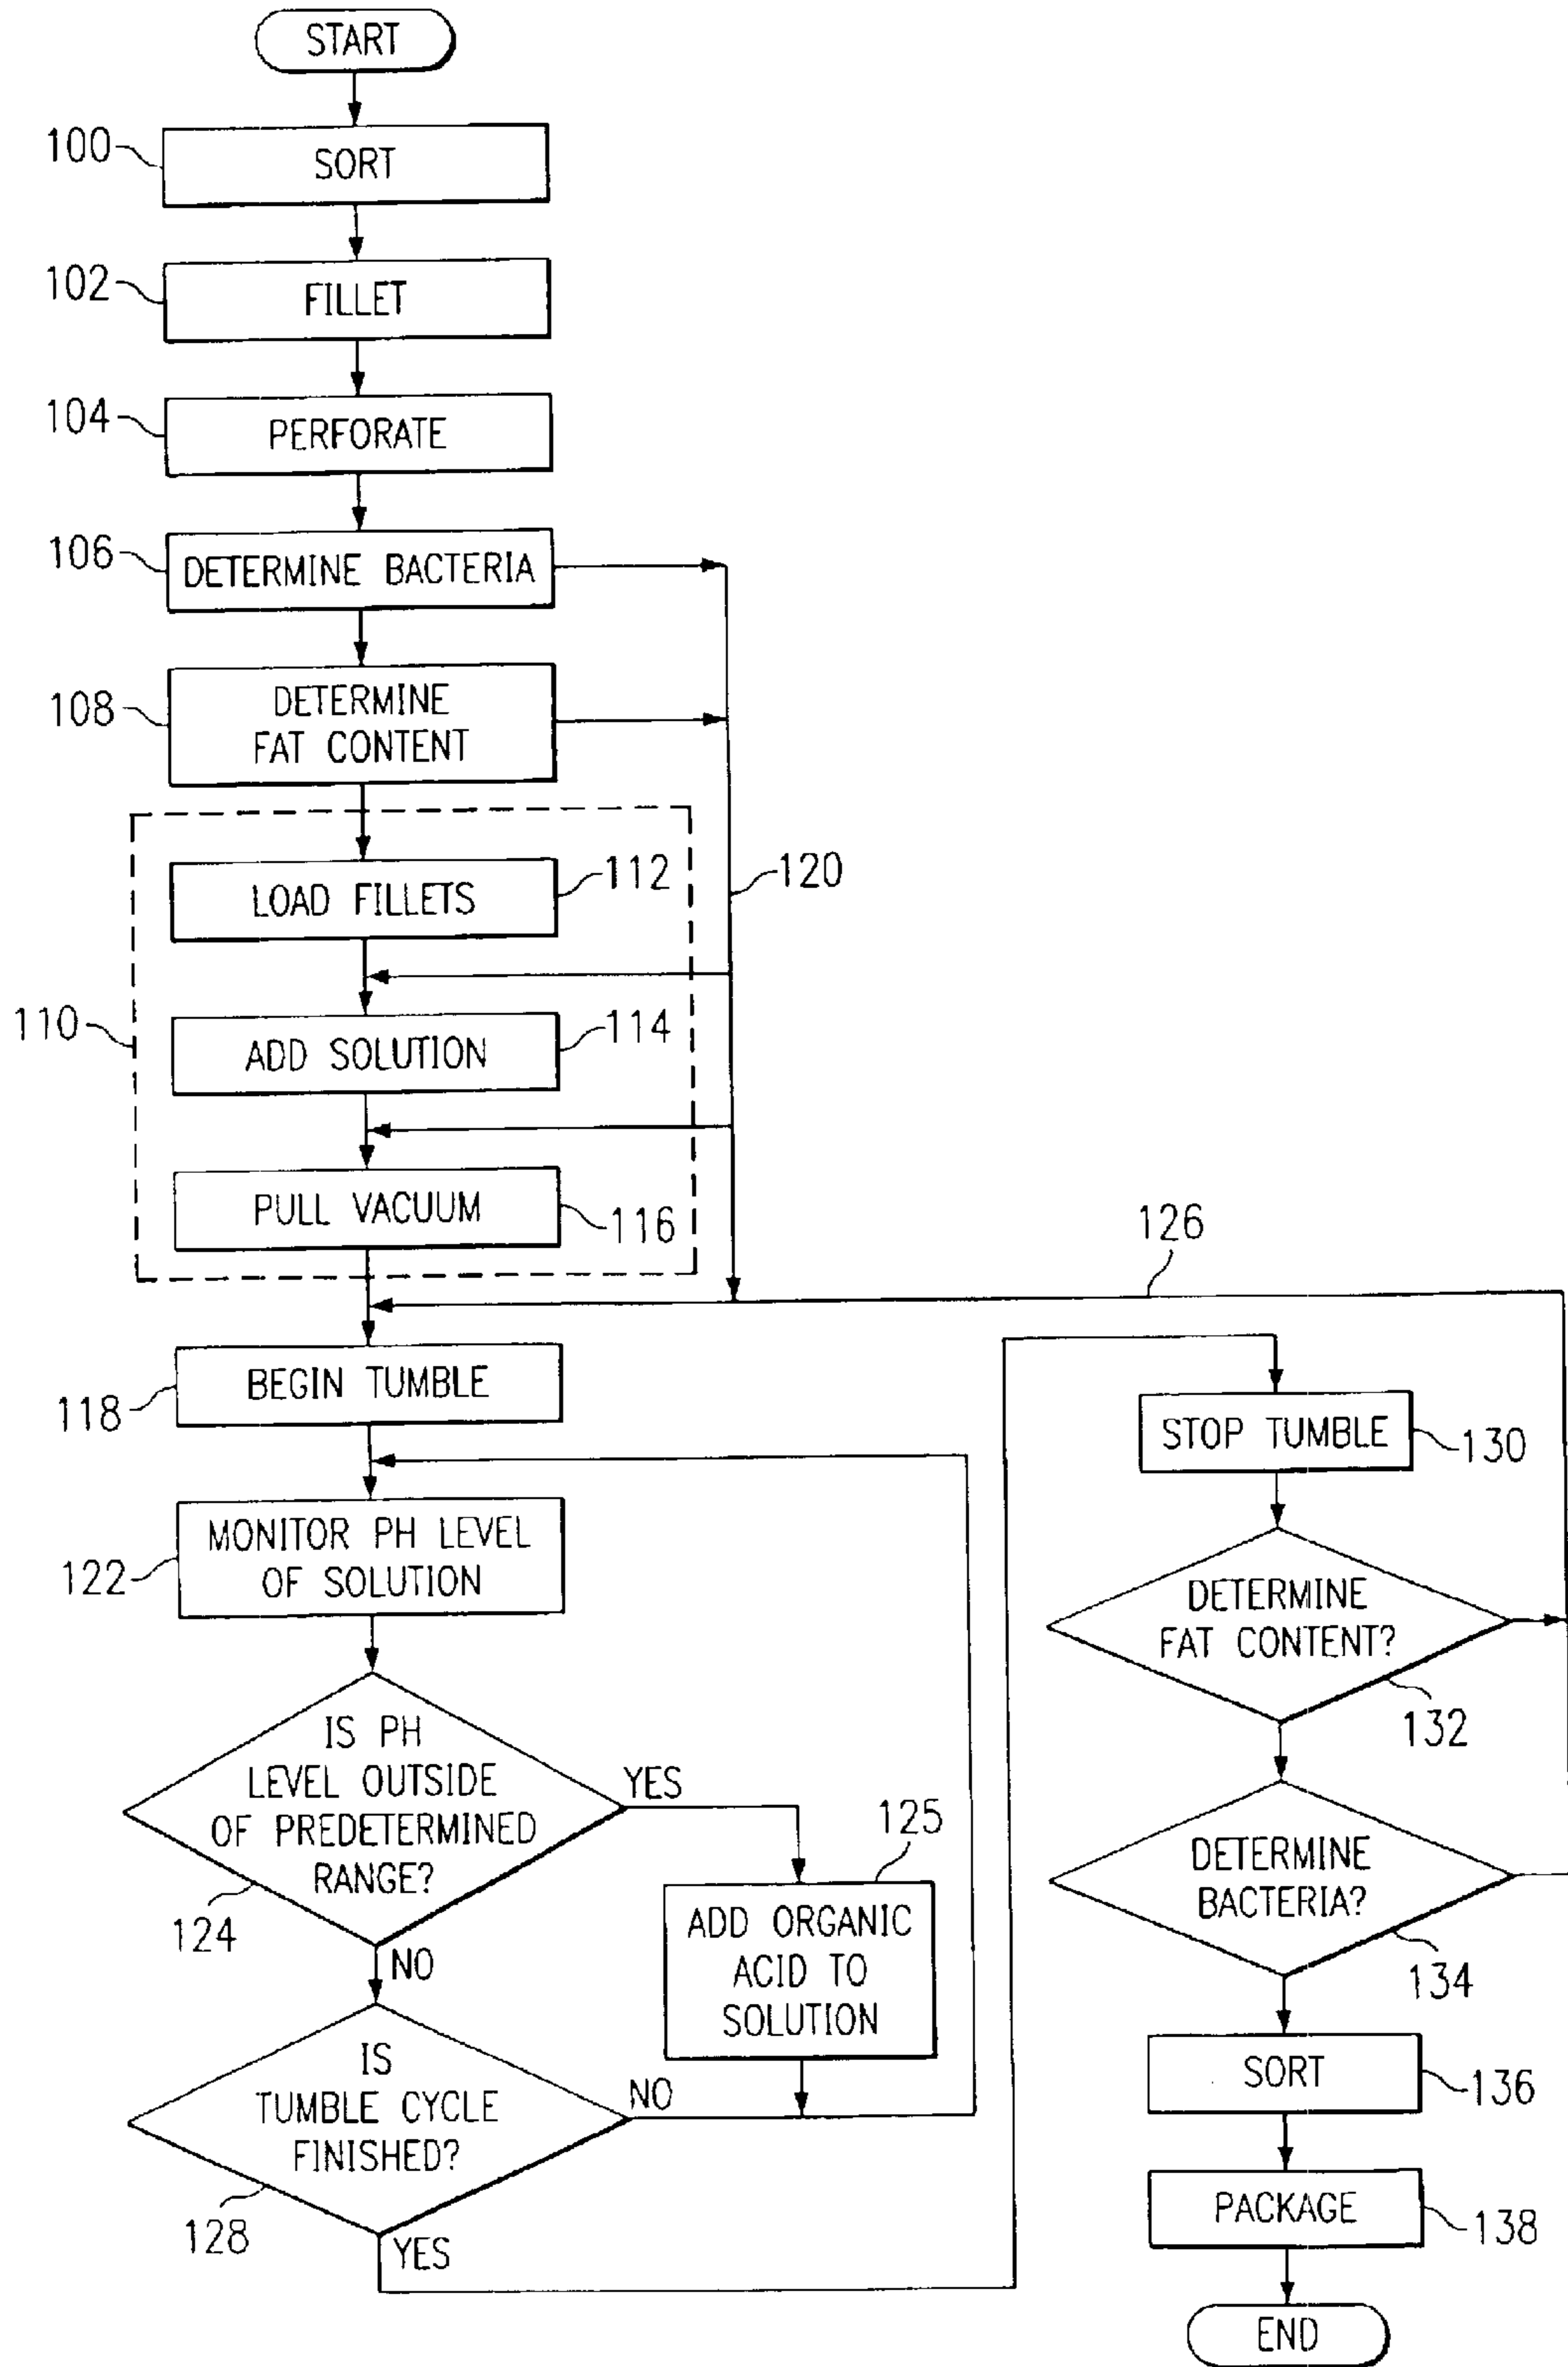 START
100
SORT
102
FILLET
104
PERFORATE
106
DETERMINE BACTERIA
108
DETERMINE
FAT CONTENT
110
LOAD FILLETS
112
120
ADD SOLUTION
114
PULL VACUUM
116
126
BEGIN TUMBLE
118
MONITOR PH LEVEL
OF SOLUTION
122
IS PH
LEVEL OUTSIDE
OF PREDETERMINED
RANGE?
124
YES
NO
125
ADD ORGANIC
ACID TO
SOLUTION
IS
TUMBLE CYCLE
FINISHED?
128
NO
YES
STOP TUMBLE
130
DETERMINE
FAT CONTENT?
132
DETERMINE
BACTERIA?
134
SORT
136
PACKAGE
138
END